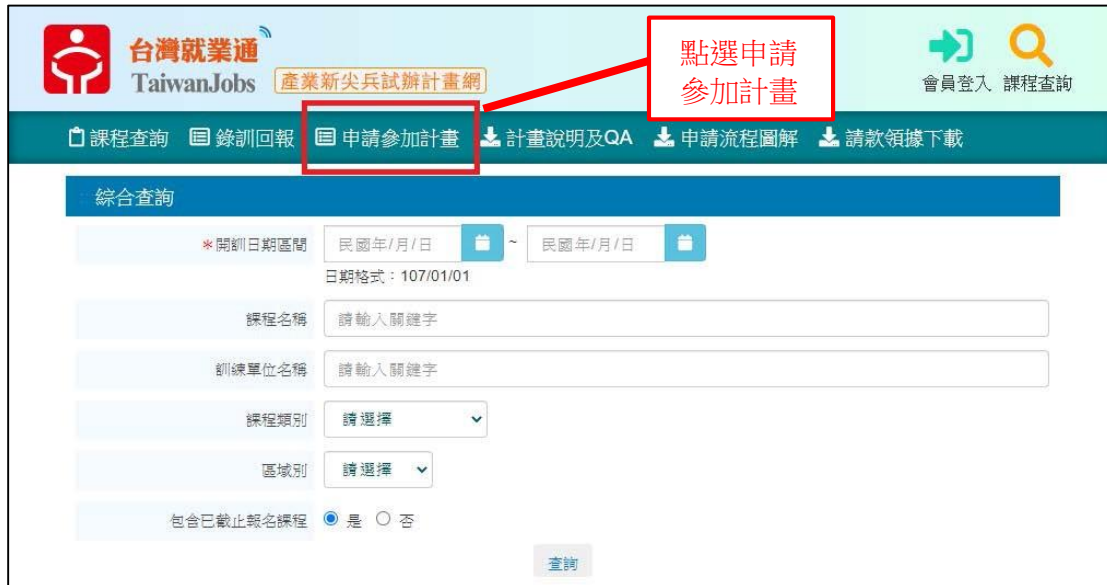 台灣就業通
TaiwanJobs 產業新尖兵試辦計畫網
點選申請
參加計畫
會員登入 課程查詢
課程查詢 錄訓回報 申請參加計畫 計畫說明及QA 申請流程圖解 請款領據下載
綜合查詢
*開訓日期區間 民國年/月/日 ~ 民國年/月/日
日期格式：107/01/01
課程名稱 請輸入關鍵字
訓練單位名稱 請輸入關鍵字
課程類別 請選擇
區域別 請選擇
包含已截止報名課程 是 否
查詢